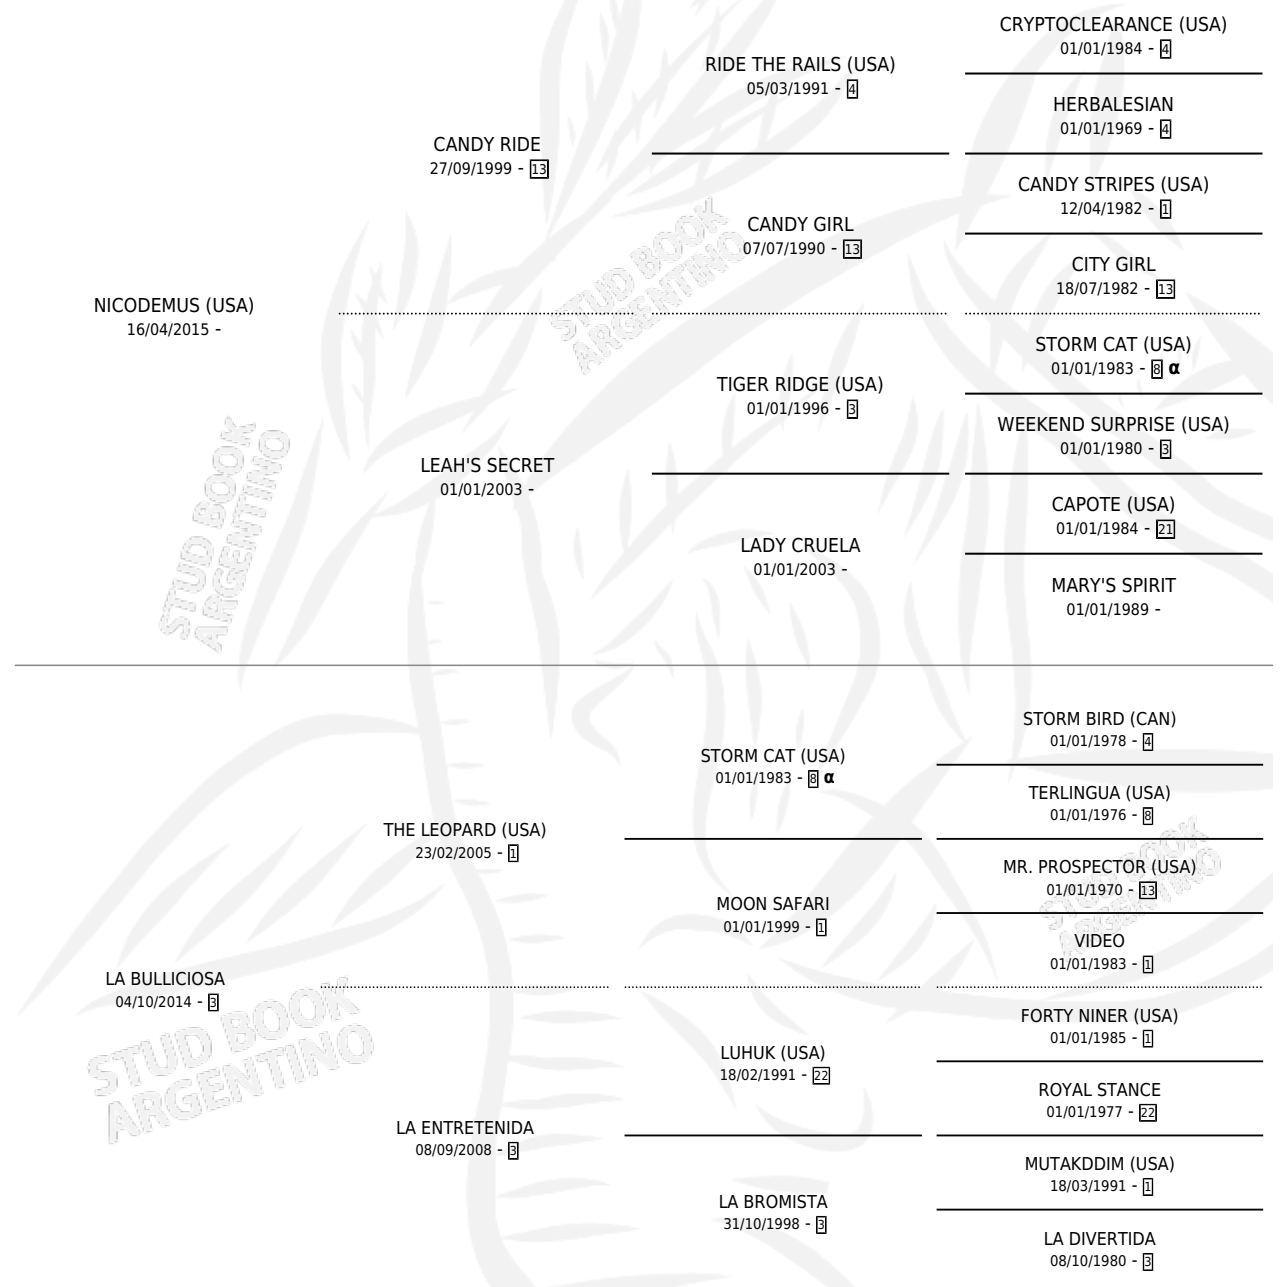 CRYPTOCLEARANCE (USA)
01/01/1984 - 4
RIDE THE RAILS (USA)
05/03/1991 - 4
HERBALESIAN
01/01/1969 - 4
CANDY RIDE
27/09/1999 - 13
CANDY STRIPES (USA)
12/04/1982 - 1
CANDY GIRL
07/07/1990 - 13
CITY GIRL
18/07/1982 - 13
NICODEMUS (USA)
16/04/2015 -
STUD BOOK
ARGENTINO
STORM CAT (USA)
01/01/1983 - 8 α
TIGER RIDGE (USA)
01/01/1996 - 3
WEEKEND SURPRISE (USA)
01/01/1980 - 3
LEAH'S SECRET
01/01/2003 -
CAPOTE (USA)
01/01/1984 - 21
LADY CRUELA
01/01/2003 -
MARY'S SPIRIT
01/01/1989 -
STUD BOOK
ARGENTINO
STORM BIRD (CAN)
01/01/1978 - 4
STORM CAT (USA)
01/01/1983 - 8 α
TERLINGUA (USA)
01/01/1976 - 8
THE LEOPARD (USA)
23/02/2005 - 1
MR. PROSPECTOR (USA)
01/01/1970 - 13
MOON SAFARI
01/01/1999 - 1
VIDEO
01/01/1983 - 1
STUD BOOK
ARGENTINO
LA BULLICIOSA
04/10/2014 - 3
FORTY NINER (USA)
01/01/1985 - 1
LUHUK (USA)
18/02/1991 - 22
ROYAL STANCE
01/01/1977 - 22
STUD BOOK
ARGENTINO
LA ENTRETENIDA
08/09/2008 - 3
MUTAKDDIM (USA)
18/03/1991 - 1
LA BROMISTA
31/10/1998 - 3
LA DIVERTIDA
08/10/1980 - 3